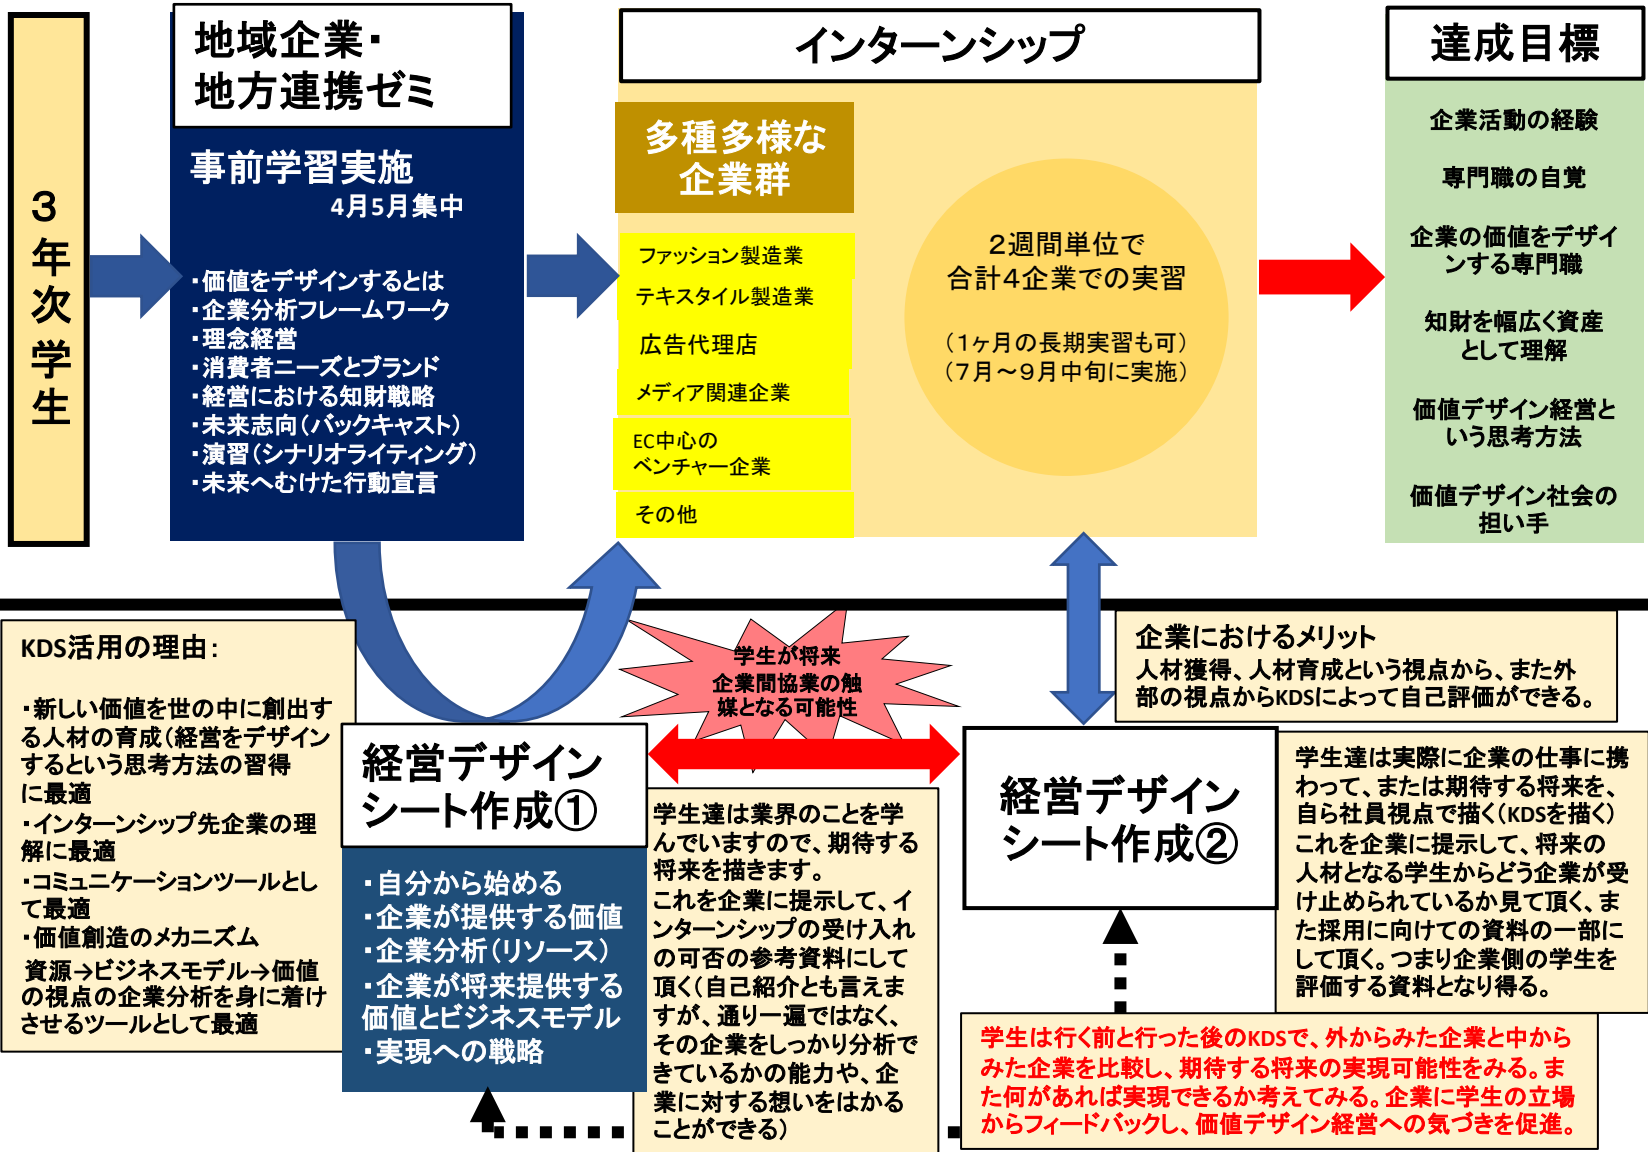 3
年
次
学
生
地域企業・
地方連携ゼミ
事前学習実施
4月5月集中
・価値をデザインするとは
・企業分析フレームワーク
・理念経営
・消費者ニーズとブランド
・経営における知財戦略
・未来志向(バックキャスト)
・演習(シナリオライティング)
・未来へむけた行動宣言
インターンシップ
多種多様な
企業群
ファッション製造業
テキスタイル製造業
広告代理店
メディア関連企業
EC中心の
ベンチャー企業
その他
2週間単位で
合計4企業での実習
(1ヶ月の長期実習も可)
(7月～9月中旬に実施)
達成目標
企業活動の経験
専門職の自覚
企業の価値をデザイ
ンする専門職
知財を幅広く資産
として理解
価値デザイン経営と
いう思考方法
価値デザイン社会の
担い手
KDS活用の理由:
・新しい価値を世の中に創出す
る人材の育成(経営をデザイン
するという思考方法の習得
に最適
・インターンシップ先企業の理
解に最適
・コミュニケーションツールとし
て最適
・価値創造のメカニズム
資源→ビジネスモデル→価値
の視点の企業分析を身に着け
させるツールとして最適
経営デザイン
シート作成①
・自分から始める
・企業が提供する価値
・企業分析(リソース)
・企業が将来提供する
価値とビジネスモデル
・実現への戦略
学生が将来
企業間協業の触
媒となる可能性
学生達は業界のことを学
んでいますので、期待する
将来を描きます。
これを企業に提示して、イ
ンターンシップの受け入れ
の可否の参考資料にして
頂く(自己紹介とも言えま
すが、通り一遍ではなく、
その企業をしっかり分析で
きているかの能力や、企
業に対する想いをはかる
ことができる)
企業におけるメリット
人材獲得、人材育成という視点から、また外
部の視点からKDSによって自己評価ができる。
経営デザイン
シート作成②
学生達は実際に企業の仕事に携
わって、または期待する将来を、
自ら社員視点で描く(KDSを描く)
これを企業に提示して、将来の
人材となる学生からどう企業が受
け止められているか見て頂く、ま
た採用に向けての資料の一部に
して頂く。つまり企業側の学生を
評価する資料となり得る。
学生は行く前と行った後のKDSで、外からみた企業と中から
みた企業を比較し、期待する将来の実現可能性をみる。ま
た何があれば実現できるか考えてみる。企業に学生の立場
からフィードバックし、価値デザイン経営への気づきを促進。